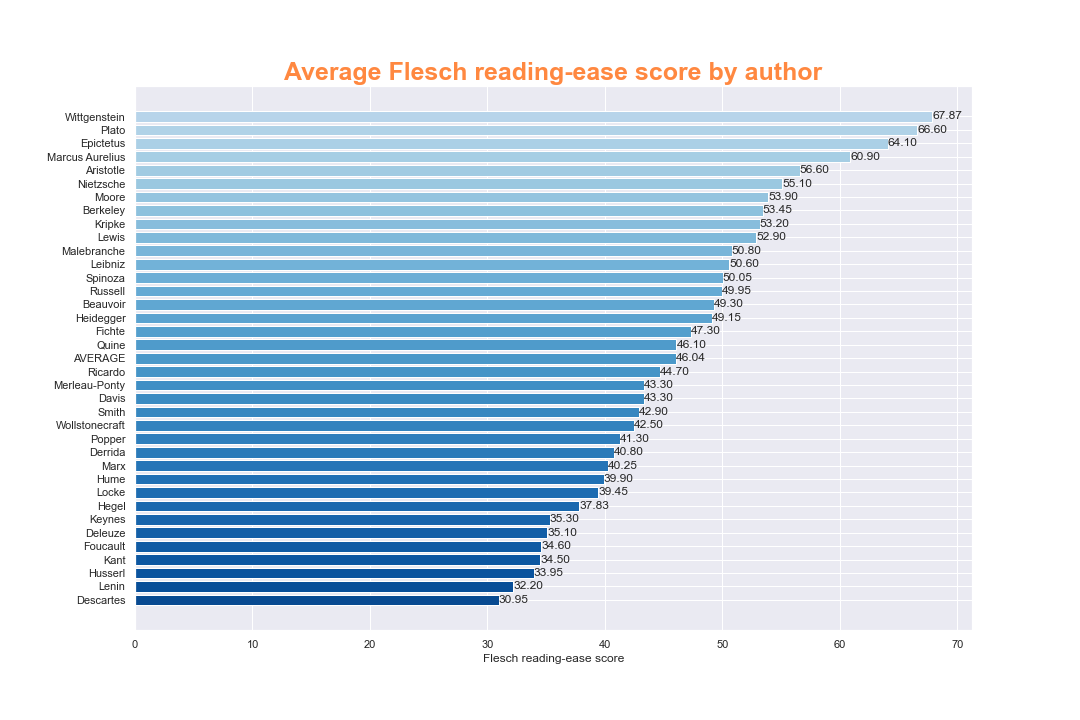 Average Flesch reading-ease score by author
Wittgenstein 67.87
Plato 66.60
Epictetus 64.10
Marcus Aurelius 60.90
Aristotle 56.60
Nietzsche 55.10
Moore 53.90
Berkeley 53.45
Kripke 53.20
Lewis 52.90
Malebranche 50.80
Leibniz 50.60
Spinoza 50.05
Russell 49.95
Beauvoir 49.30
Heidegger 49.15
Fichte 47.30
Quine 46.10
AVERAGE 46.04
Ricardo 44.70
Merleau-Ponty 43.30
Davis 43.30
Smith 42.90
Wollstonecraft 42.50
Popper 41.30
Derrida 40.80
Marx 40.25
Hume 39.90
Locke 39.45
Hegel 37.83
Keynes 35.30
Deleuze 35.10
Foucault 34.60
Kant 34.50
Husserl 33.95
Lenin 32.20
Descartes 30.95
0 10 20 30 40 50 60 70
Flesch reading-ease score